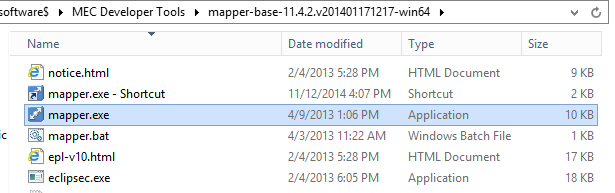 software$ ▸ MEC Developer Tools ▸ mapper-base-11.4.2.v201401171217-win64 ▸
Name Date modified Type Size
notice.html 2/4/2013 5:28 PM HTML Document 9 KB
mapper.exe - Shortcut 11/12/2014 4:07 PM Shortcut 2 KB
mapper.exe 4/9/2013 1:06 PM Application 10 KB
ic mapper.bat 4/3/2013 11:22 AM Windows Batch File 1 KB
epl-v10.html 2/4/2013 5:28 PM HTML Document 17 KB
eclipsec.exe 2/4/2013 6:05 PM Application 18 KB